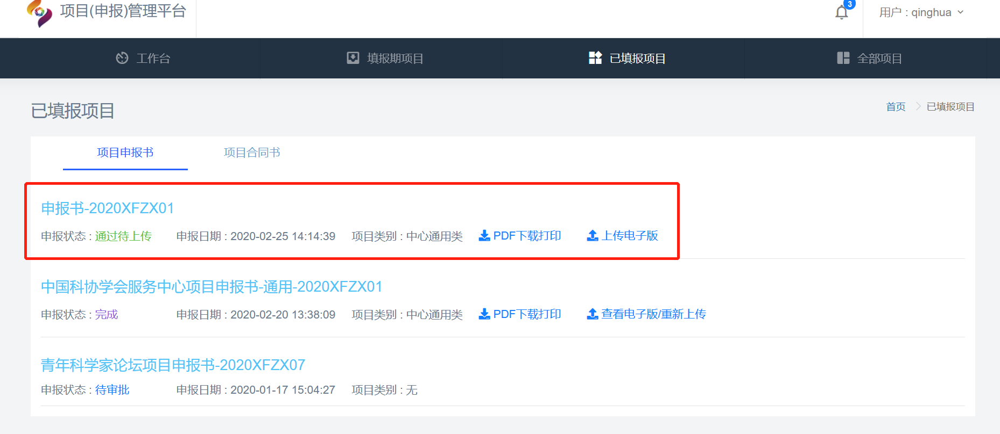 项目(申报)管理平台
3
用户 : qinghua
工作台
填报期项目
已填报项目
全部项目
已填报项目
首页
已填报项目
项目申报书
项目合同书
申报书-2020XFZX01
申报状态 : 通过待上传 申报日期 : 2020-02-25 14:14:39 项目类别 : 中心通用类 PDF下载打印 上传电子版
中国科协学会服务中心项目申报书-通用-2020XFZX01
申报状态 : 完成 申报日期 : 2020-02-20 13:38:09 项目类别 : 中心通用类 PDF下载打印 查看电子版/重新上传
青年科学家论坛项目申报书-2020XFZX07
申报状态 : 待审批 申报日期 : 2020-01-17 15:04:27 项目类别 : 无